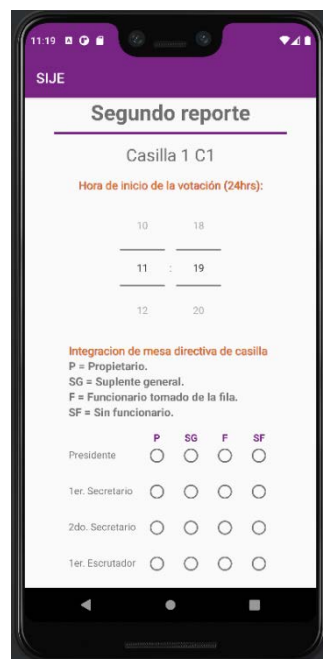 11:19
SIJE
Segundo reporte
Casilla 1 C1
Hora de inicio de la votación (24hrs):
10 18
11 : 19
12 20
Integracion de mesa directiva de casilla
P = Propietario.
SG = Suplente general.
F = Funcionario tomado de la fila.
SF = Sin funcionario.
P SG F SF
Presidente
1er. Secretario
2do. Secretario
1er. Escrutador